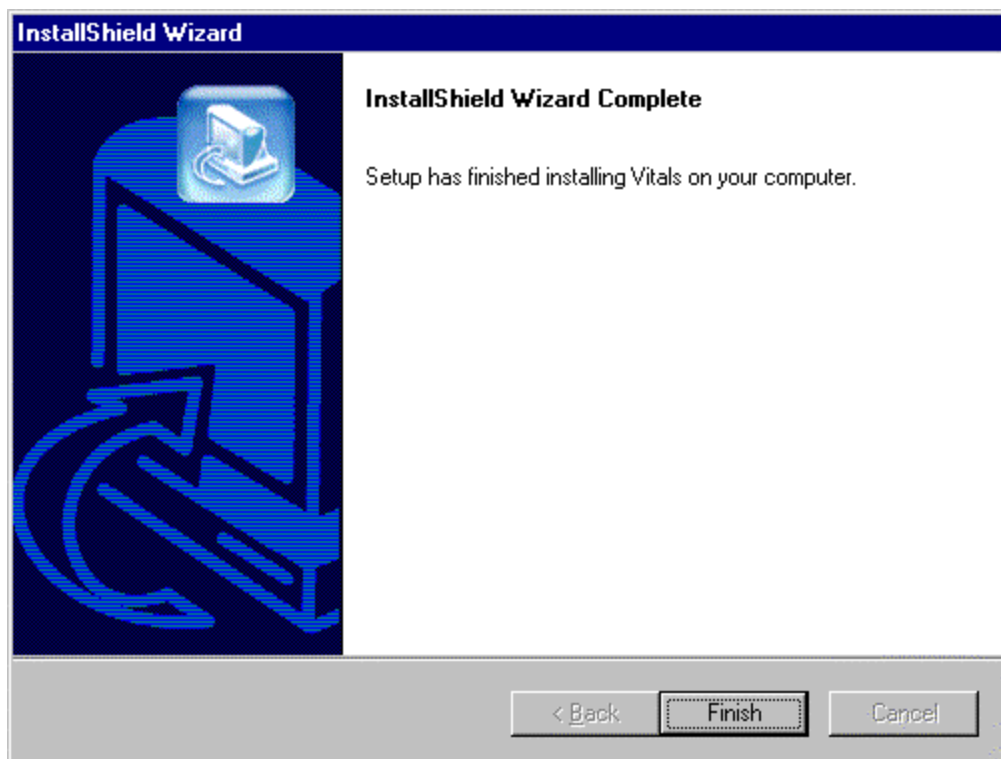 InstallShield Wizard
InstallShield Wizard Complete
Setup has finished installing Vitals on your computer.
< Back
Finish
Cancel